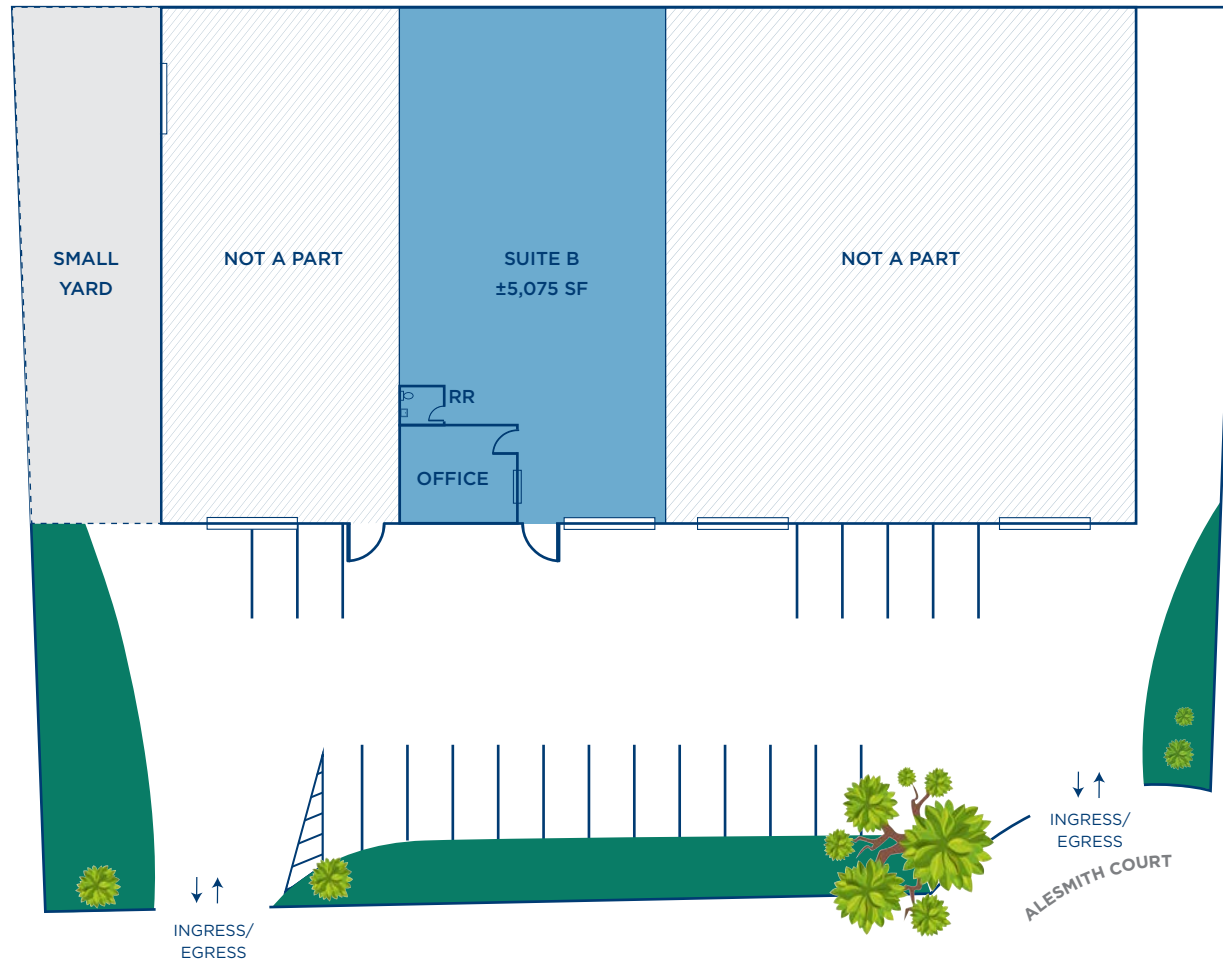 SMALL
YARD
NOT A PART
SUITE B
±5,075 SF
NOT A PART
RR
OFFICE
INGRESS/
EGRESS
ALESMITH COURT
INGRESS/
EGRESS